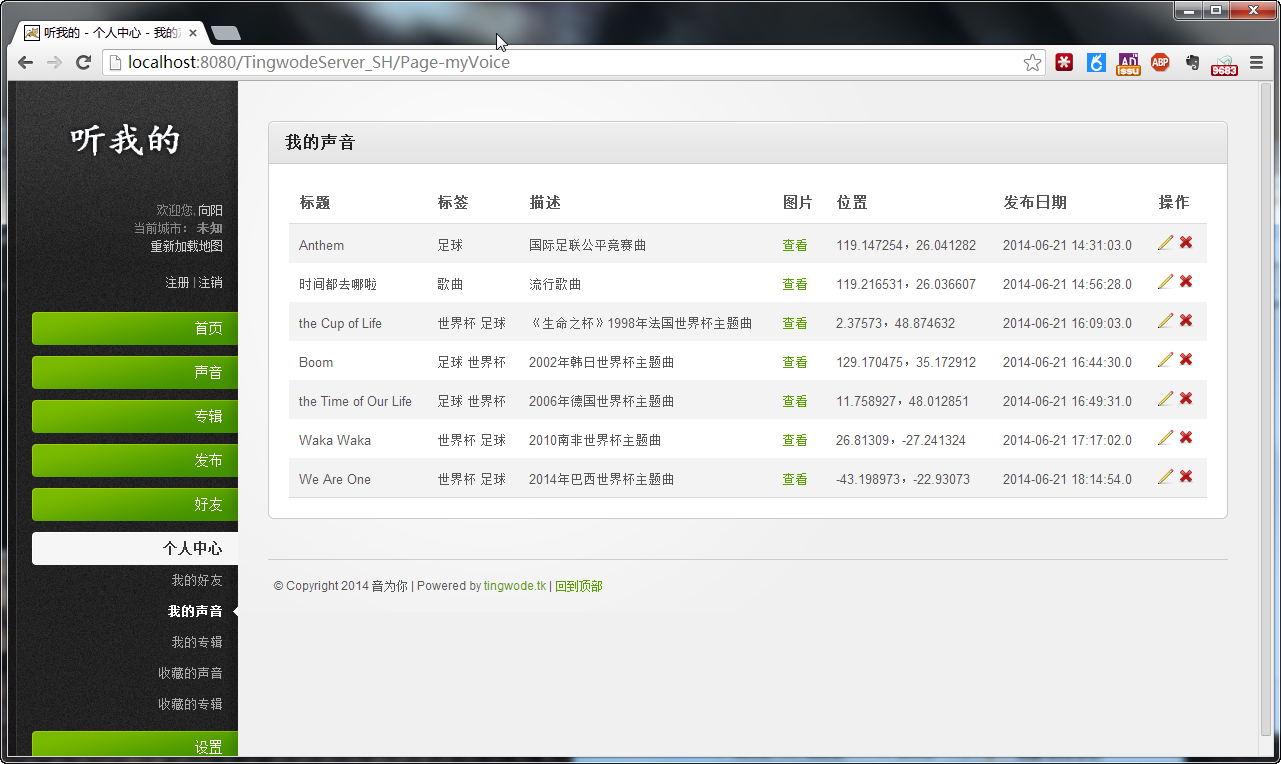 听我的 - 个人中心 - 我的
localhost:8080/TingwodeServer_SH/Page-myVoice
ABP
9683
听我的
欢迎您, 向阳
当前城市： 未知
重新加载地图
注册 | 注销
首页
声音
专辑
发布
好友
个人中心
我的好友
我的声音
我的专辑
收藏的声音
收藏的专辑
设置
我的声音
标题 标签 描述 图片 位置 发布日期 操作
Anthem 足球 国际足联公平竞赛曲 查看 119.147254，26.041282 2014-06-21 14:31:03.0
时间都去哪啦 歌曲 流行歌曲 查看 119.216531，26.036607 2014-06-21 14:56:28.0
the Cup of Life 世界杯 足球 《生命之杯》1998年法国世界杯主题曲 查看 2.37573，48.874632 2014-06-21 16:09:03.0
Boom 足球 世界杯 2002年韩日世界杯主题曲 查看 129.170475，35.172912 2014-06-21 16:44:30.0
the Time of Our Life 足球 世界杯 2006年德国世界杯主题曲 查看 11.758927，48.012851 2014-06-21 16:49:31.0
Waka Waka 世界杯 足球 2010南非世界杯主题曲 查看 26.81309，-27.241324 2014-06-21 17:17:02.0
We Are One 世界杯 足球 2014年巴西世界杯主题曲 查看 -43.198973，-22.93073 2014-06-21 18:14:54.0
© Copyright 2014 音为你 | Powered by tingwode.tk | 回到顶部